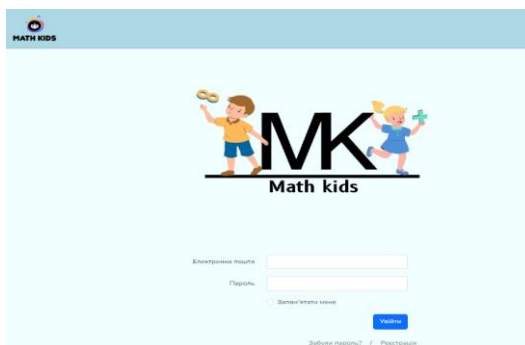 MATH KIDS
MK
Math kids
Електронна пошта
Пароль
Запам'ятати мене
Увійти
Забули пароль? / Реєстрація